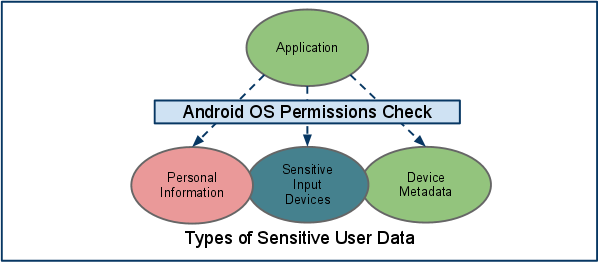 Application
Android OS Permissions Check
Personal
Information
Sensitive
Input
Devices
Device
Metadata
Types of Sensitive User Data